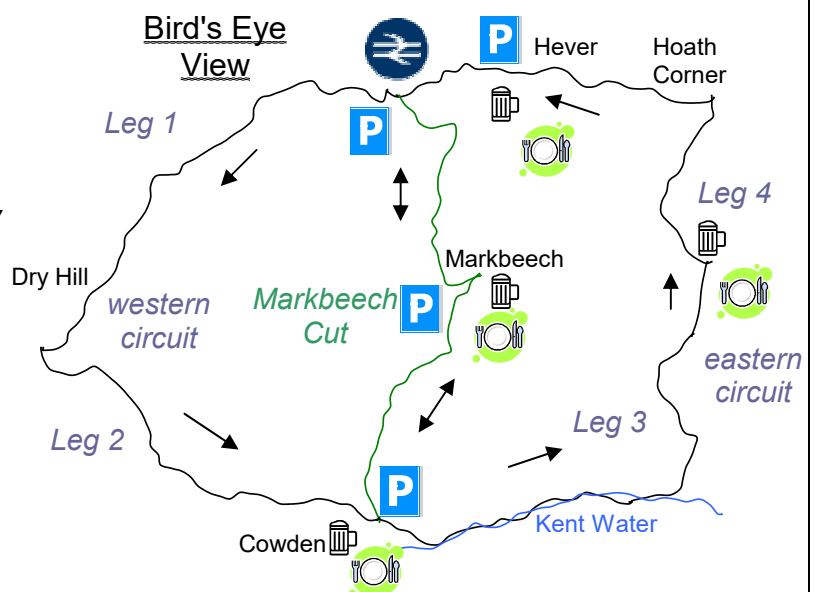 Bird's Eye
View
P
Hever
Hoath
Corner
Leg 1
P
Leg 4
Dry Hill
Markbeech
western
circuit
Markbeech
Cut
P
eastern
circuit
Leg 2
Leg 3
P
Kent Water
Cowden